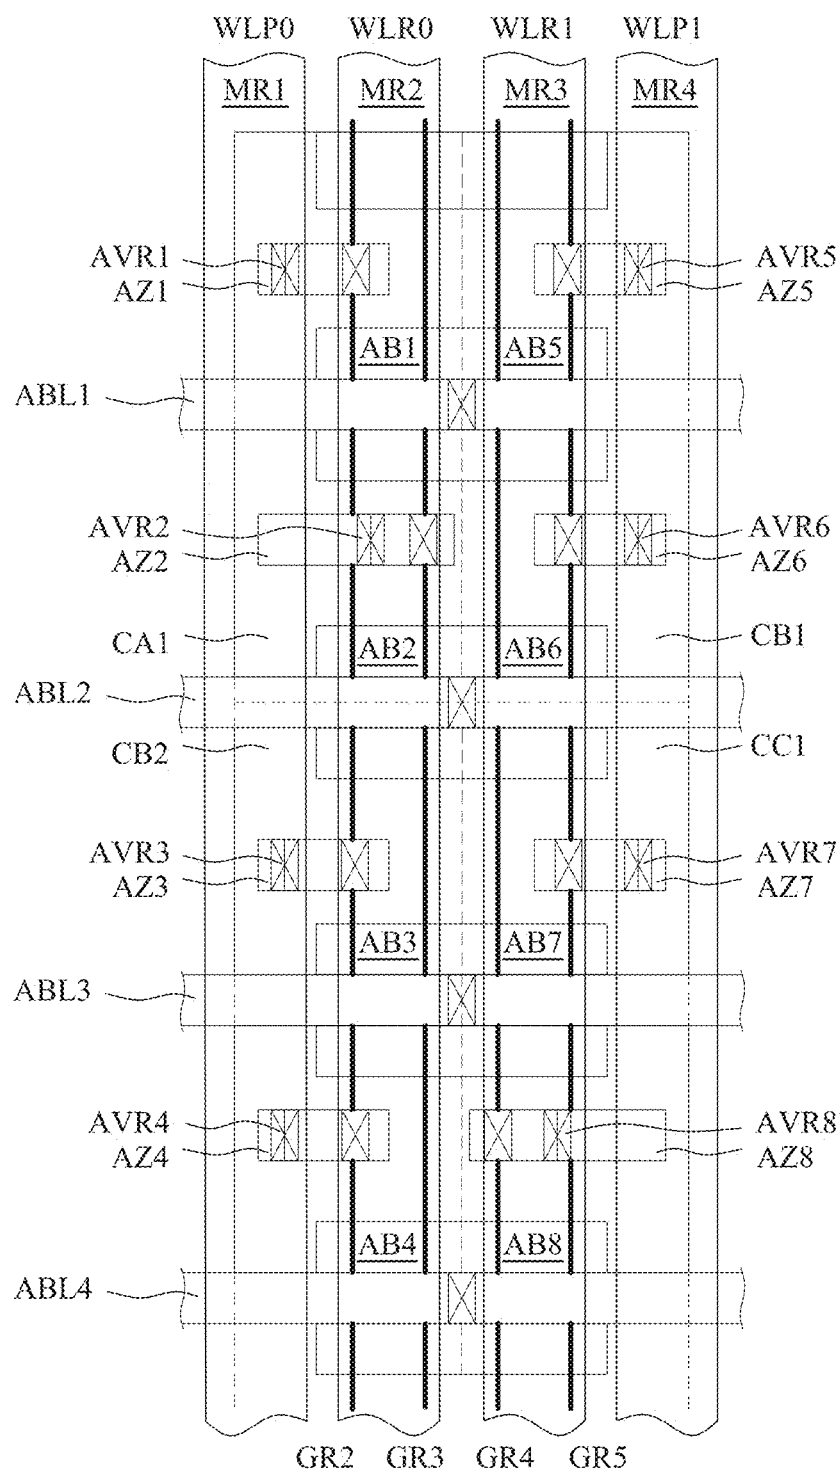 WLP0 WLR0 WLR1 WLP1
MR1 MR2 MR3 MR4
AVR1 AVR5
AZ1 AZ5
AB1 AB5
ABL1
AVR2 AVR6
AZ2 AZ6
CA1 AB2 AB6 CB1
ABL2
CB2 CC1
AVR3 AVR7
AZ3 AZ7
AB3 AB7
ABL3
AVR4 AVR8
AZ4 AZ8
AB4 AB8
ABL4
GR2 GR3 GR4 GR5